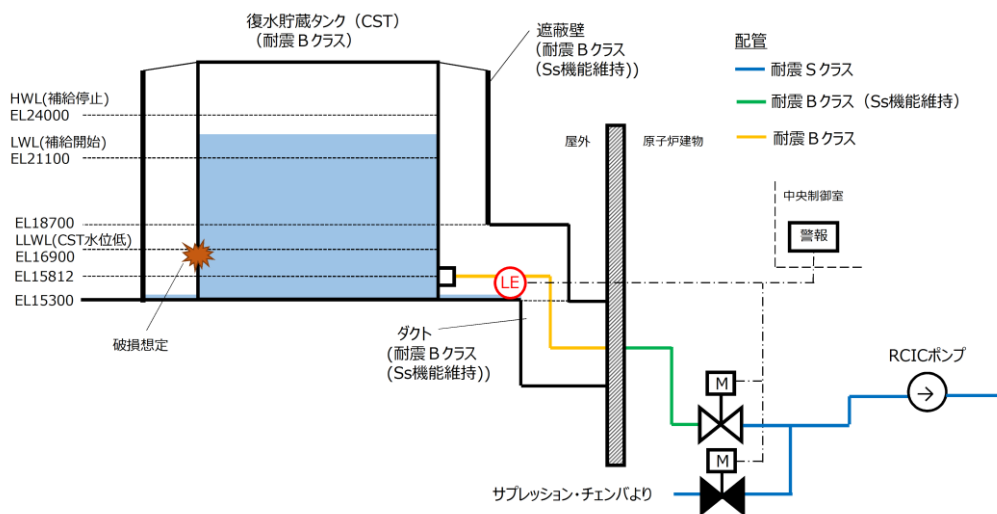 復水貯蔵タンク（CST）
（耐震Ｂクラス）
遮蔽壁
（耐震Ｂクラス
（Ss機能維持））
配管
耐震Ｓクラス
耐震Ｂクラス（Ss機能維持）
耐震Ｂクラス
HWL(補給停止)
EL24000
LWL(補給開始)
EL21100
屋外
原子炉建物
中央制御室
警報
EL18700
LLWL(CST水位低)
EL16900
EL15812
EL15300
LE
破損想定
ダクト
（耐震Ｂクラス
（Ss機能維持））
RCICポンプ
M
M
サプレッション・チェンバより